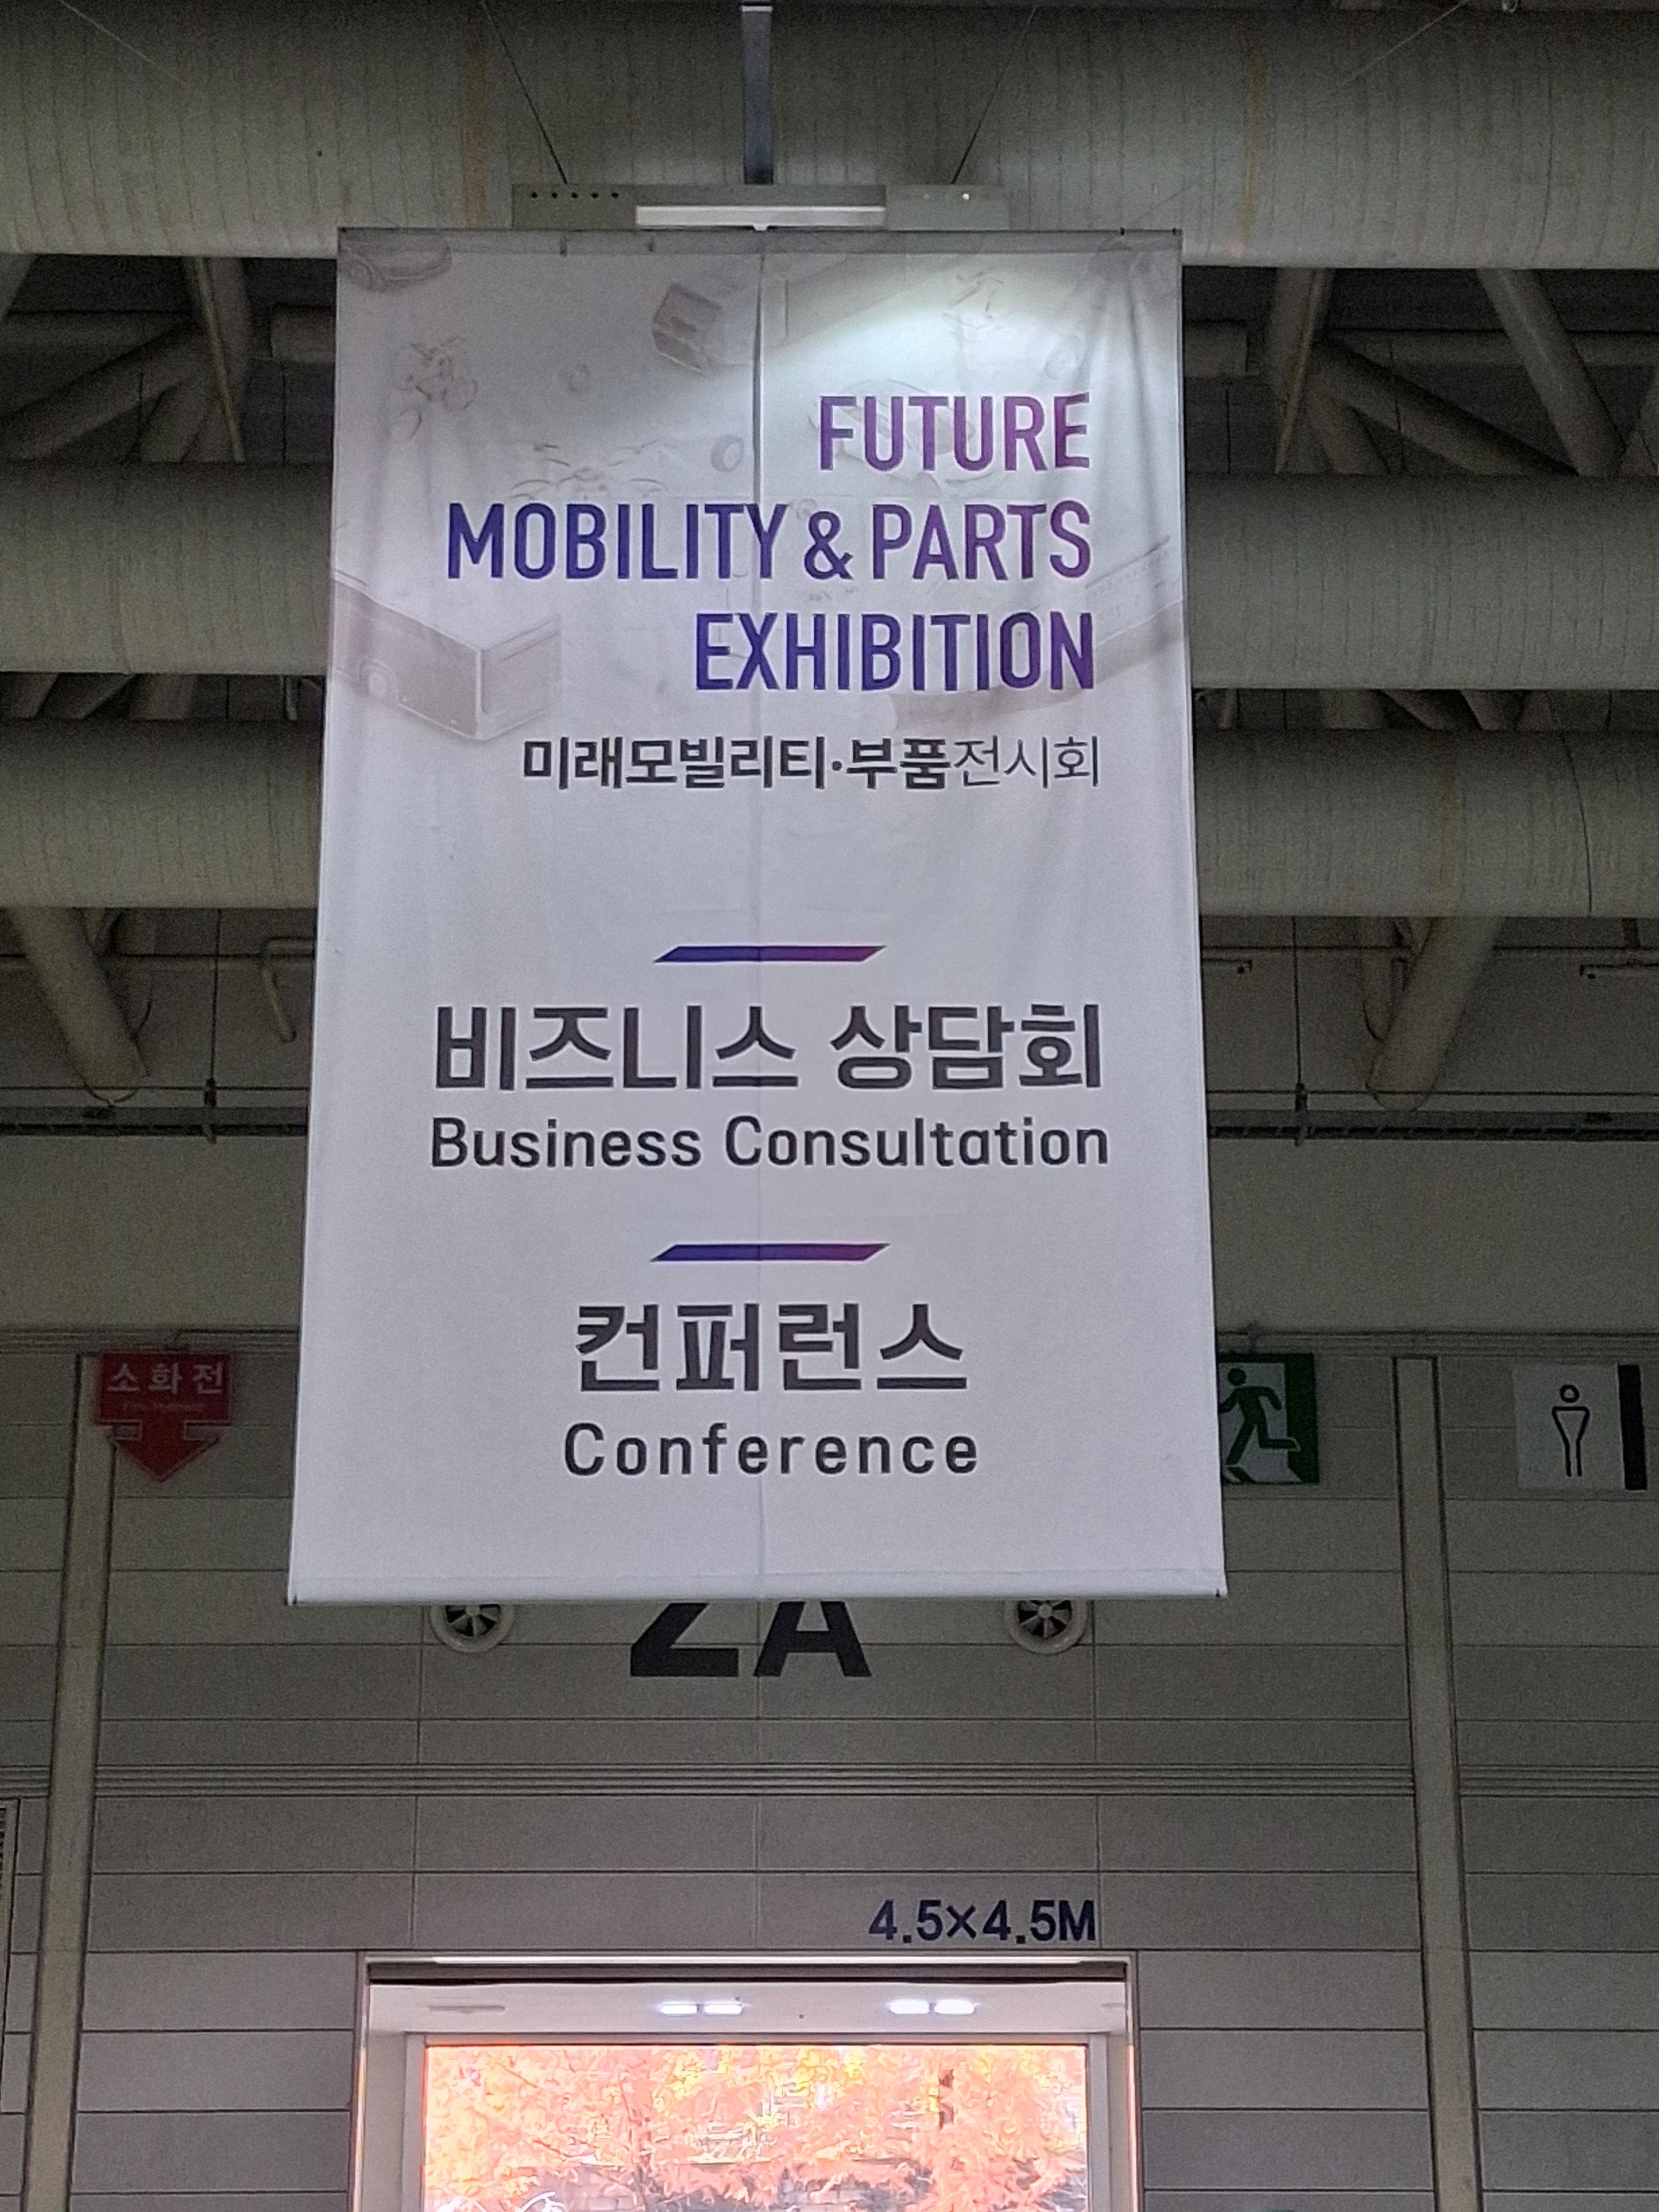 FUTURE
MOBILITY & PARTS
EXHIBITION
미래모빌리티·부품전시회
비즈니스 상담회
Business Consultation
컨퍼런스
Conference
소화전
2A
4.5×4.5M